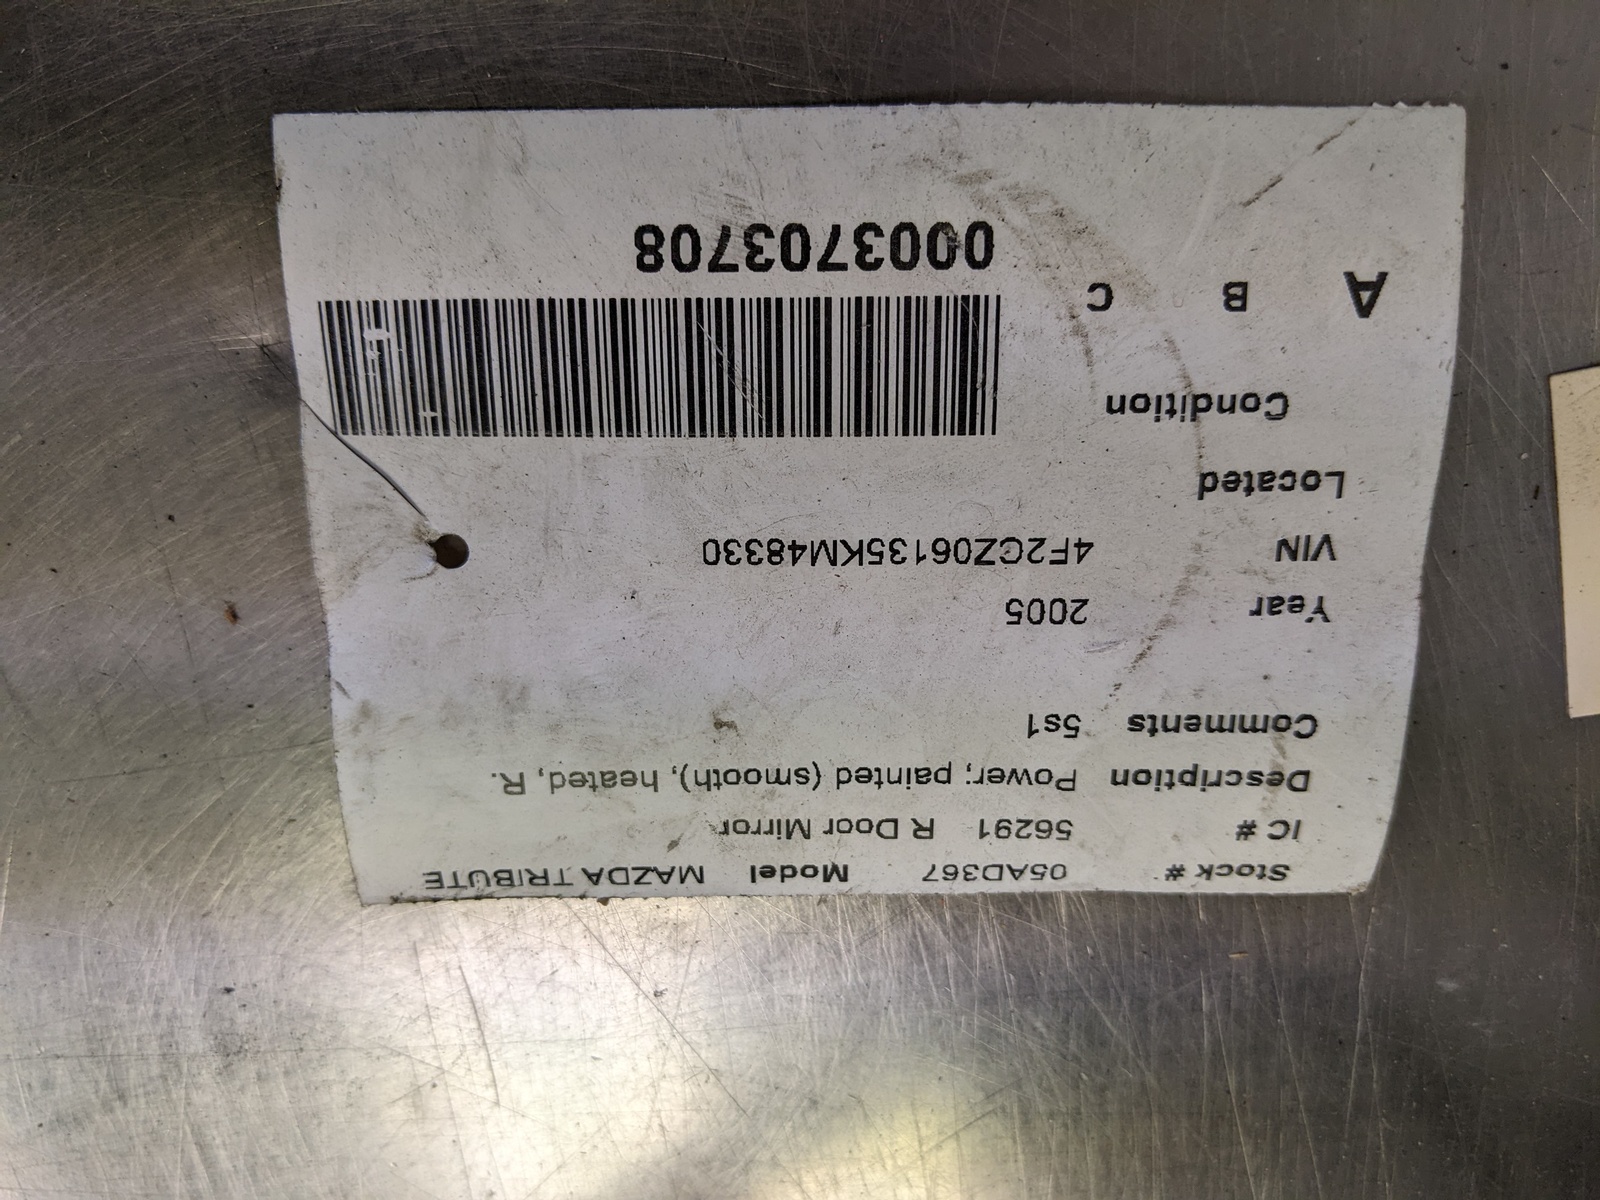 Stock # 05AD367 Model MAZDA TRIBUTE
IC # 56291 R Door Mirror
Description Power; painted (smooth), heated, R.
Comments 5s1
Year 2005
VIN 4F2CZ06135KM48330
Located
Condition
A B C
0003703708